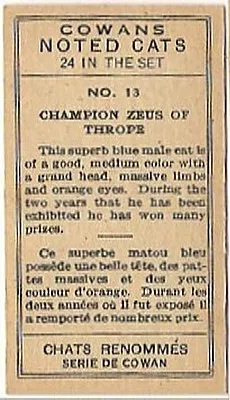 COWANS
NOTED CATS
24 IN THE SET
NO. 13
CHAMPION ZEUS OF
THROPE
This superb blue male cat is
of a good, medium color with
a grand head, massive limbs
and orange eyes. During the
two years that he has been
exhibited he has won many
prizes.
Ce superbe matou bleu
possède une belle tête, des pat-
tes massives et des yeux
couleur d'orange. Durant les
deux années où il fut exposé il
a remporté de nombreux prix.
CHATS RENOMMÉS
SERIE DE COWAN